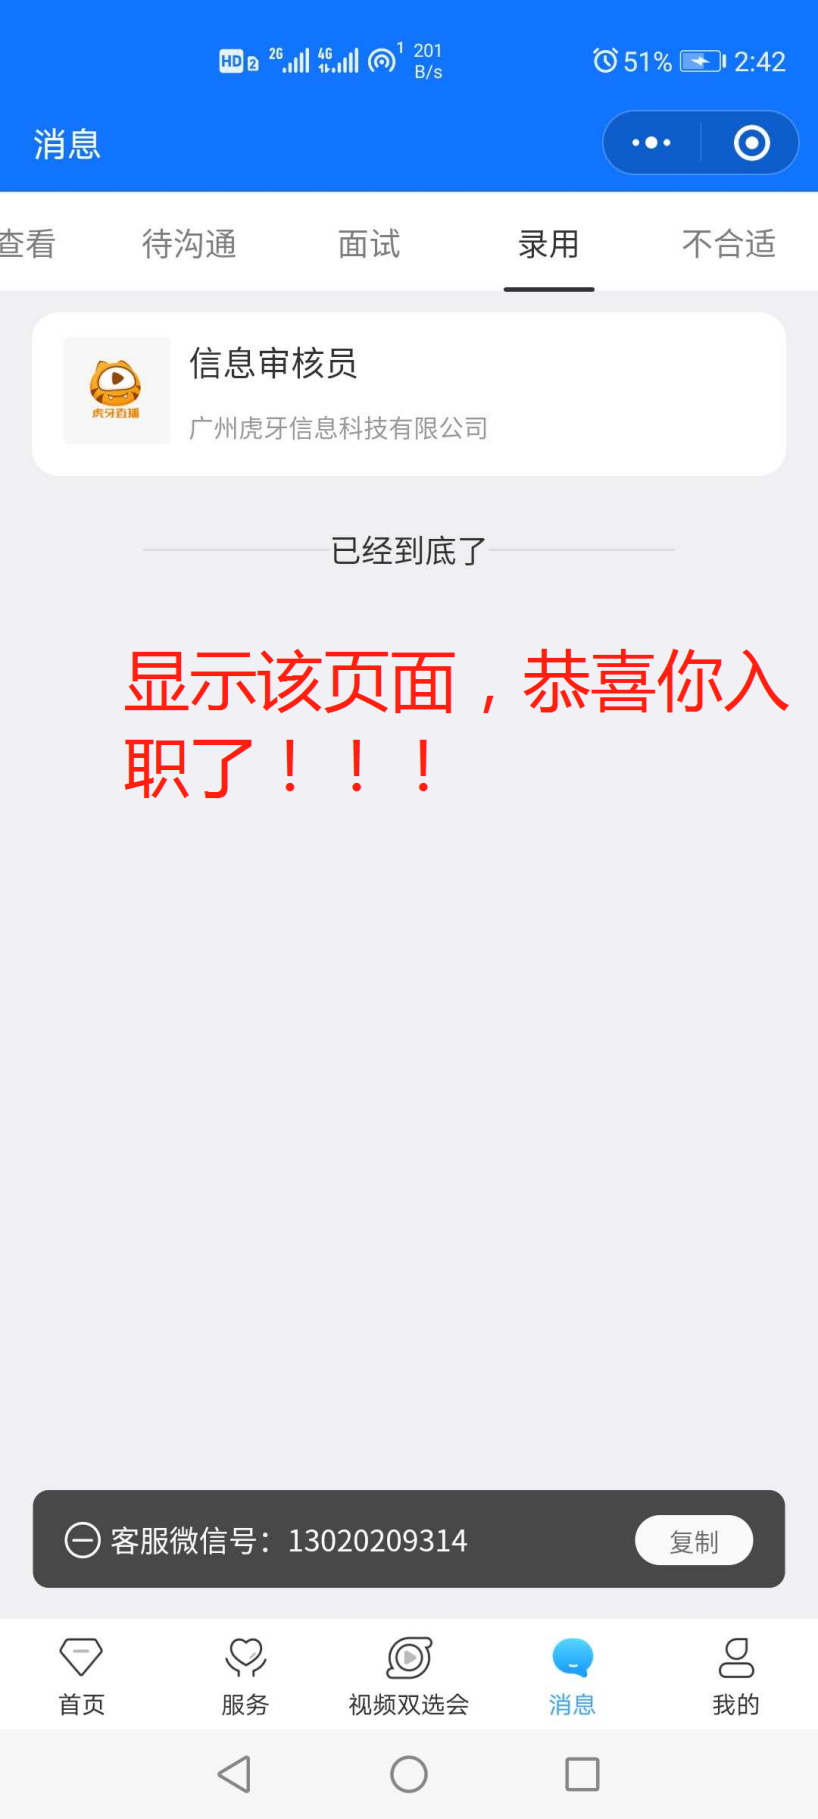 HD 2 2G 4G 1 201 B/s 51% 2:42
消息
查看 待沟通 面试 录用 不合适
信息审核员
虎牙直播
广州虎牙信息科技有限公司
已经到底了
显示该页面，恭喜你入
职了！！！
客服微信号：13020209314 复制
首页 服务 视频双选会 消息 我的